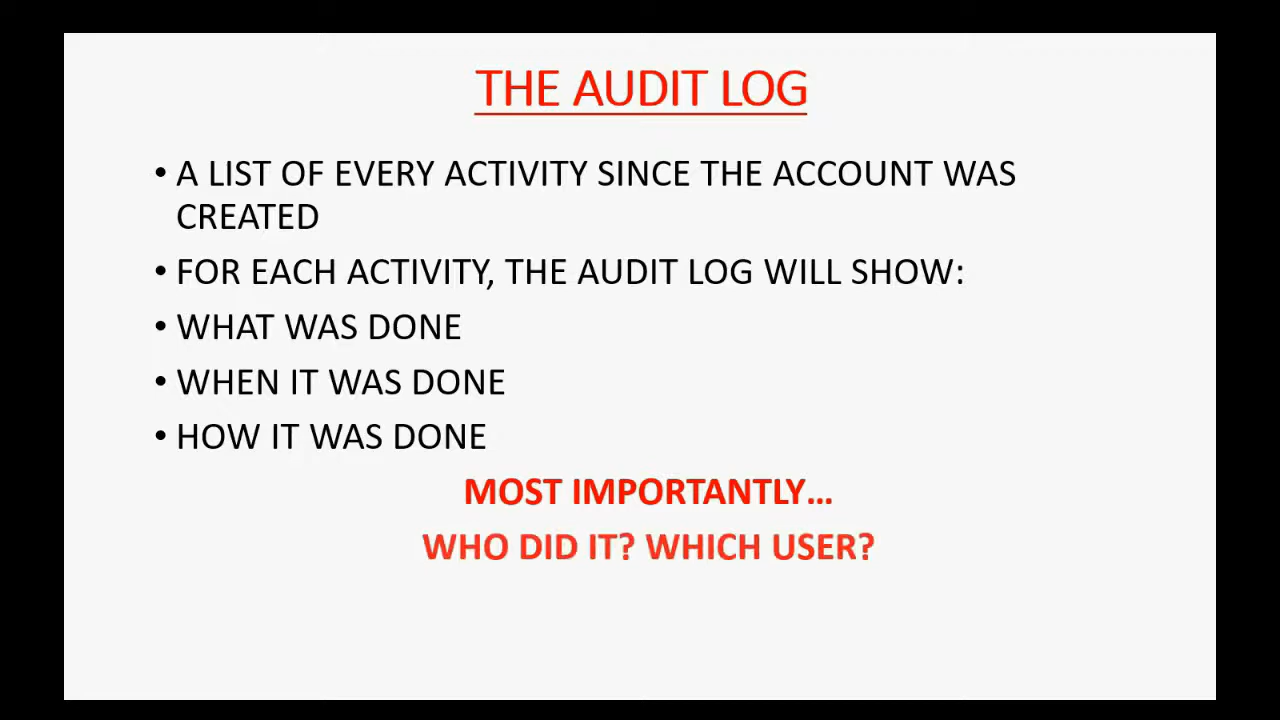 THE AUDIT LOG
• A LIST OF EVERY ACTIVITY SINCE THE ACCOUNT WAS
CREATED
• FOR EACH ACTIVITY, THE AUDIT LOG WILL SHOW:
• WHAT WAS DONE
• WHEN IT WAS DONE
• HOW IT WAS DONE
MOST IMPORTANTLY…
WHO DID IT? WHICH USER?